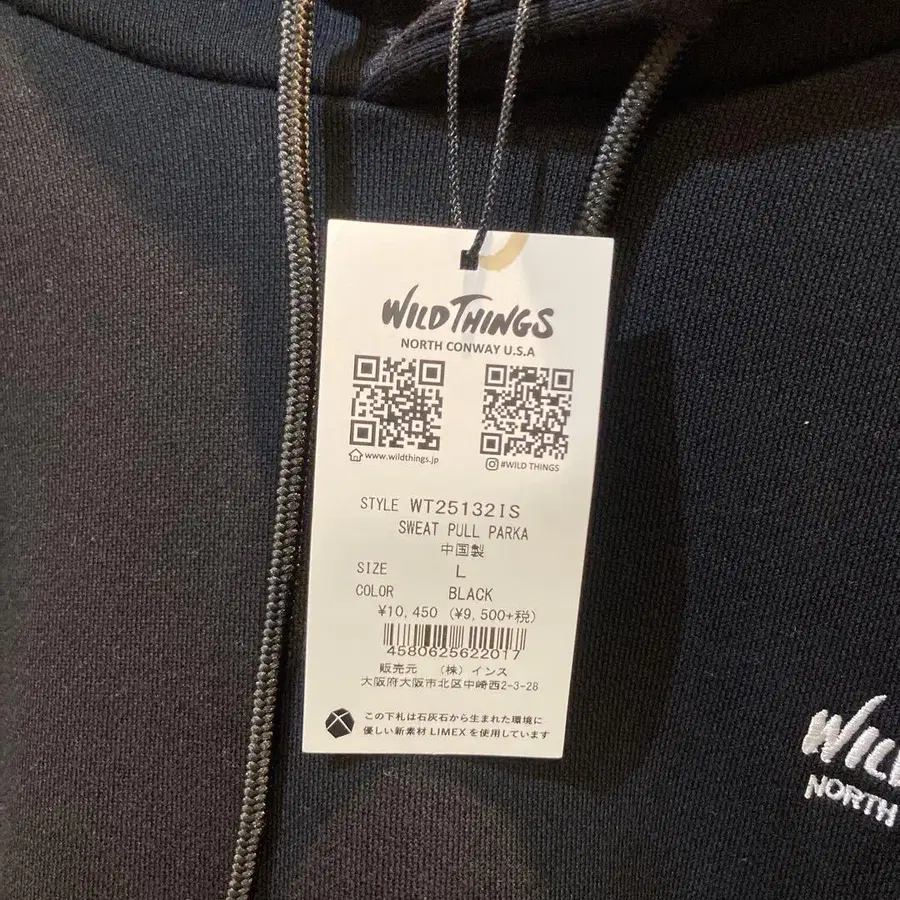 WILD THINGS
NORTH CONWAY U.S.A
www.wildthings.jp
#WILD THINGS
STYLE WT25132IS
SWEAT PULL PARKA
中国製
SIZE L
COLOR BLACK
¥10,450 (¥9,500+税)
4580625622017
販売元 (株)インス
大阪府大阪市北区中崎西2-3-28
この下札は石灰石から生まれた環境に
優しい新素材 LIMEX を使用しています
WILD
NORTH